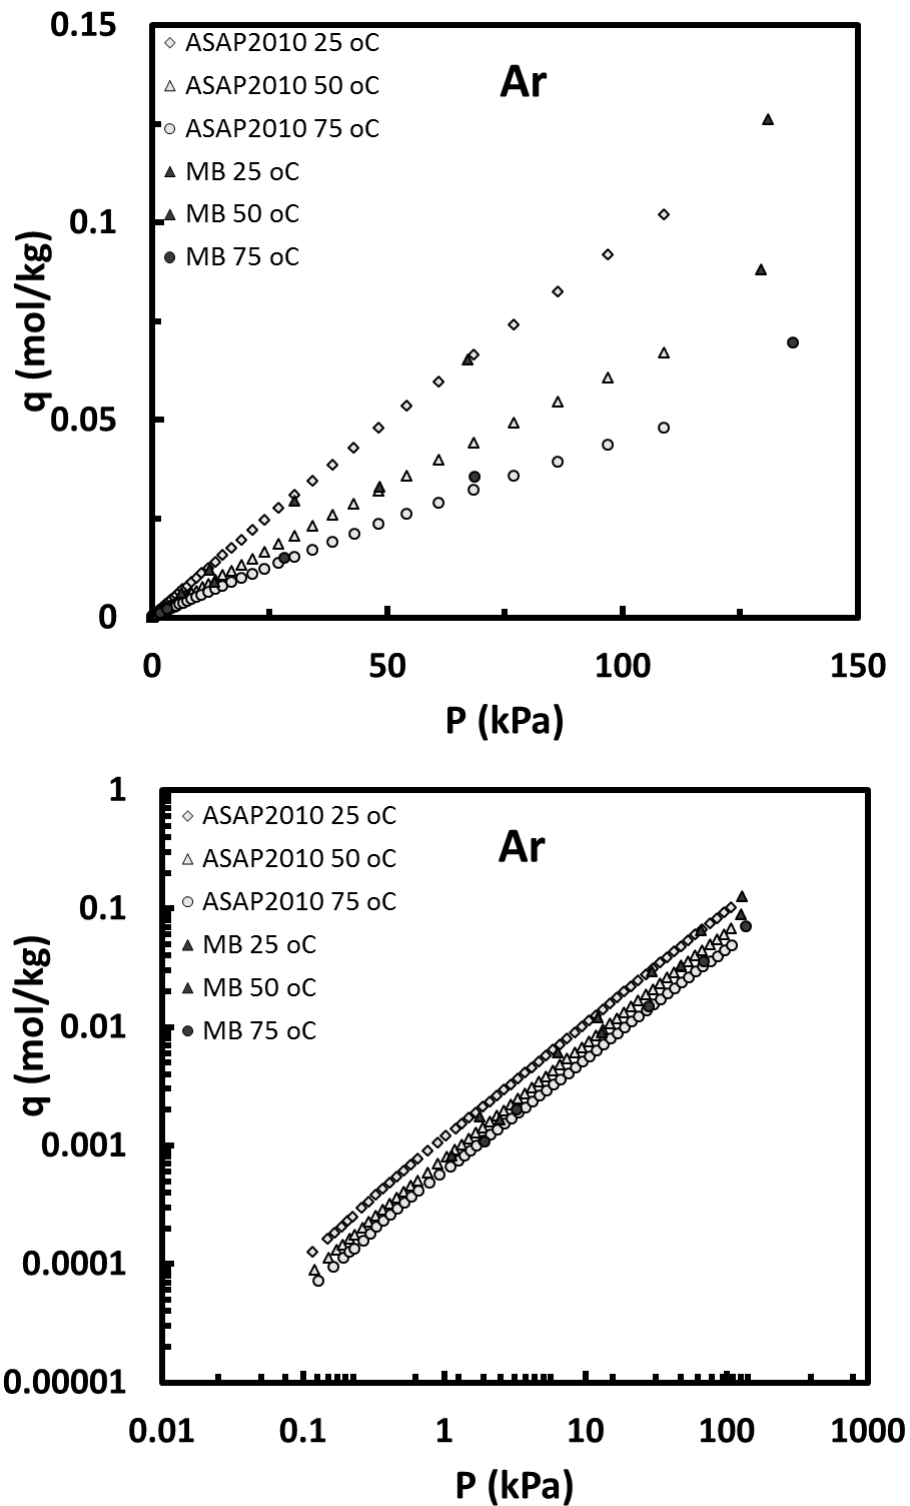 0.15
ASAP2010 25 oC
Ar
ASAP2010 50 oC
ASAP2010 75 oC
MB 25 oC
0.1
MB 50 oC
MB 75 oC
q (mol/kg)
0.05
0
0 50 100 150
P (kPa)
1
ASAP2010 25 oC
Ar
ASAP2010 50 oC
ASAP2010 75 oC
0.1
MB 25 oC
MB 50 oC
0.01
MB 75 oC
q (mol/kg)
0.001
0.0001
0.00001
0.01 0.1 1 10 100 1000
P (kPa)